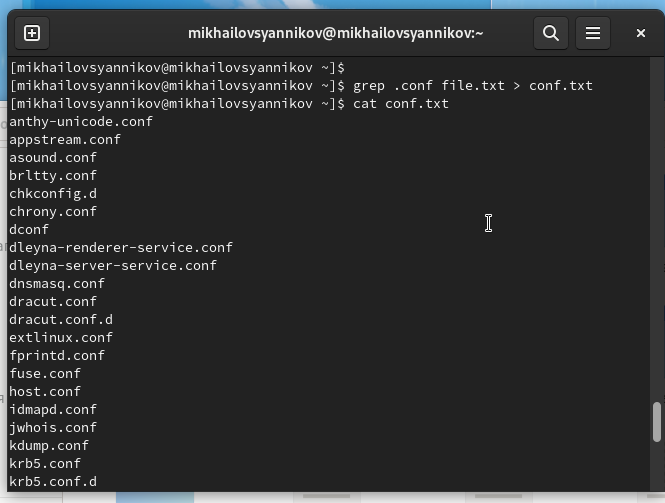 mikhailovsyannikov@mikhailovsyannikov:~
[mikhailovsyannikov@mikhailovsyannikov ~]$
[mikhailovsyannikov@mikhailovsyannikov ~]$ grep .conf file.txt > conf.txt
[mikhailovsyannikov@mikhailovsyannikov ~]$ cat conf.txt
anthy-unicode.conf
appstream.conf
asound.conf
brltty.conf
chkconfig.d
chrony.conf
dconf
dleyna-renderer-service.conf
dleyna-server-service.conf
dnsmasq.conf
dracut.conf
dracut.conf.d
extlinux.conf
fprintd.conf
fuse.conf
host.conf
idmapd.conf
jwhois.conf
kdump.conf
krb5.conf
krb5.conf.d